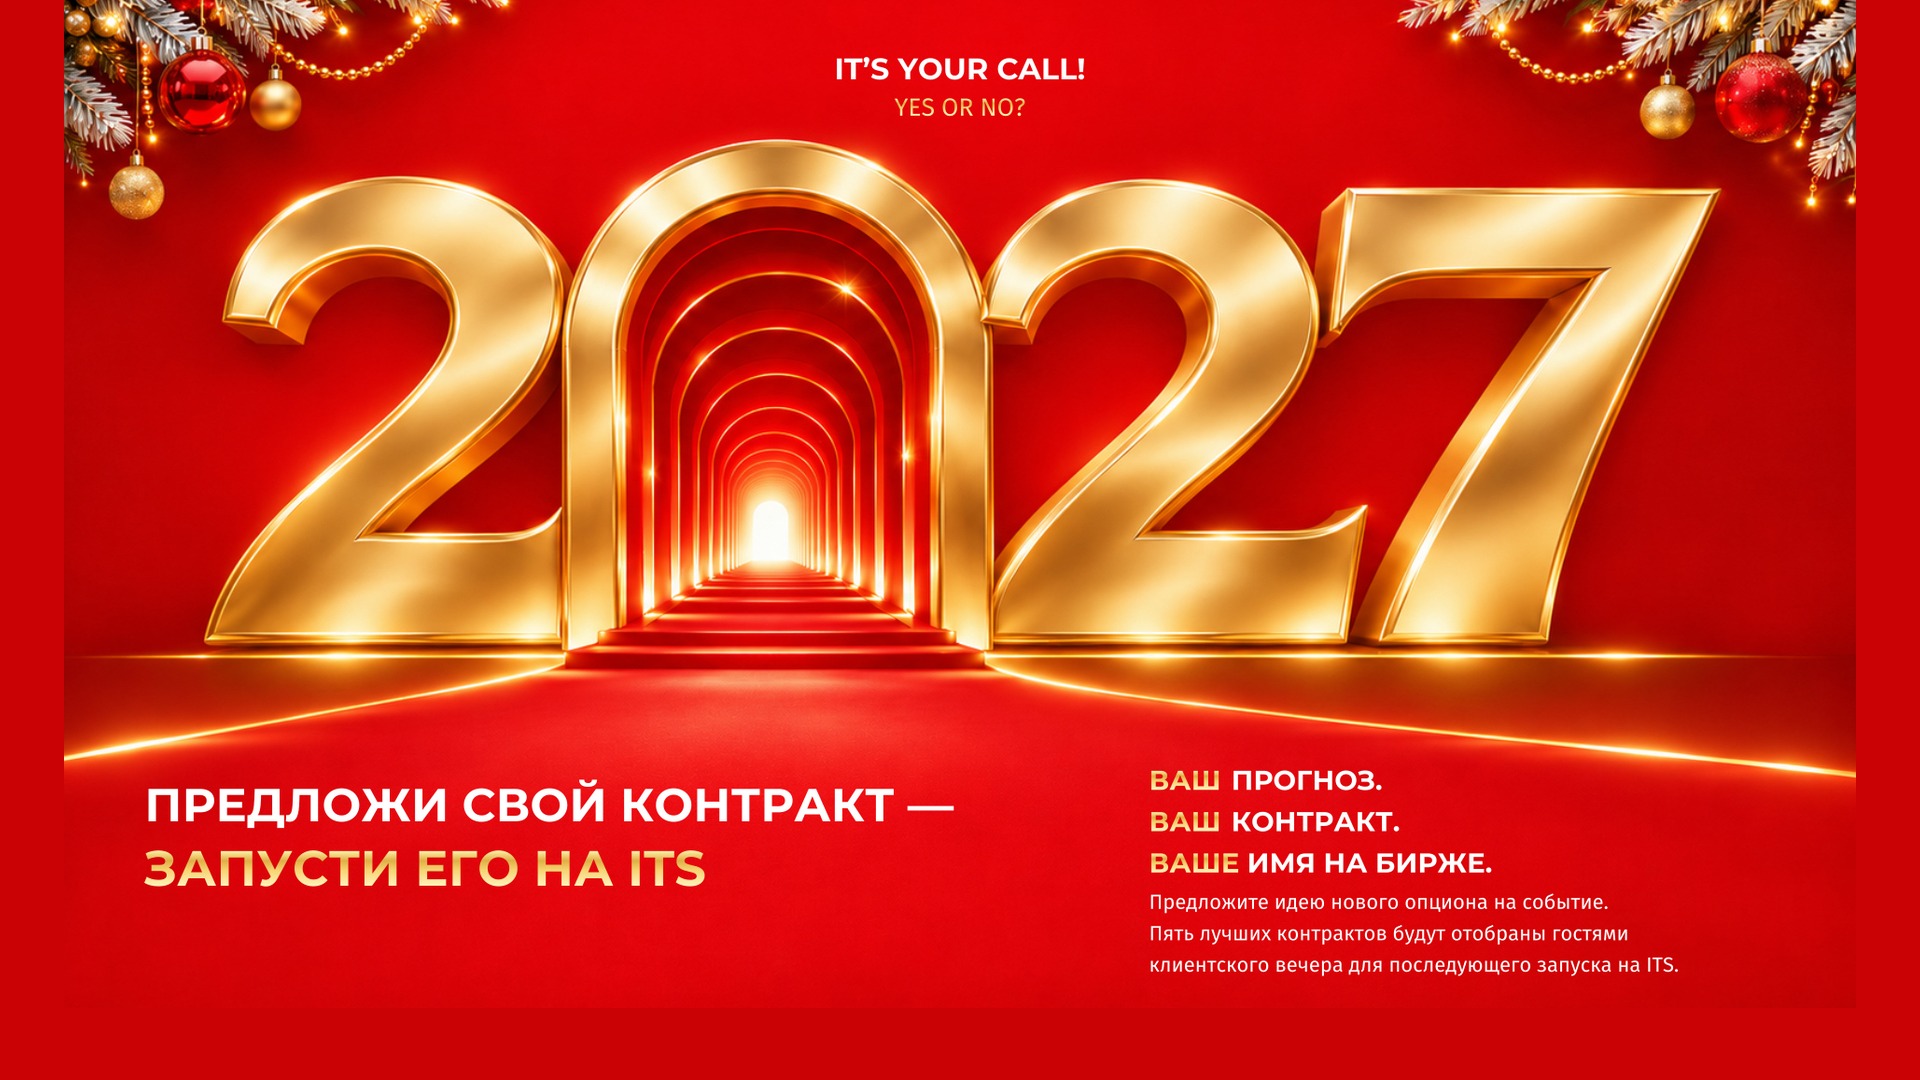 IT’S YOUR CALL!
YES OR NO?
2027
ПРЕДЛОЖИ СВОЙ КОНТРАКТ —
ЗАПУСТИ ЕГО НА ITS
ВАШ ПРОГНОЗ.
ВАШ КОНТРАКТ.
ВАШЕ ИМЯ НА БИРЖЕ.
Предложите идею нового опциона на событие.
Пять лучших контрактов будут отобраны гостями
клиентского вечера для последующего запуска на ITS.